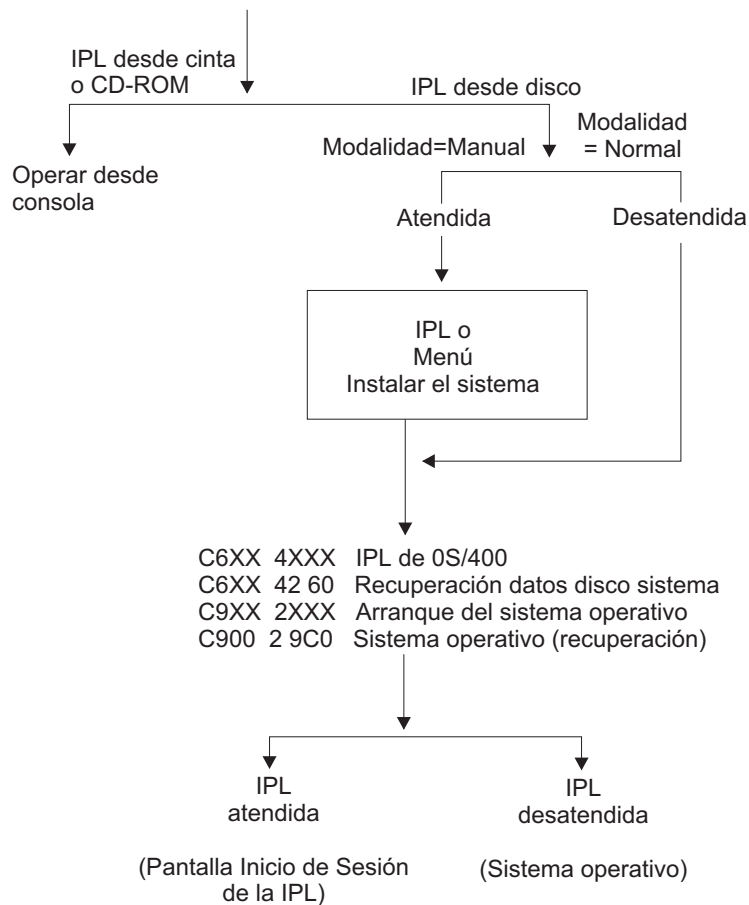 IPL desde cinta
o CD-ROM
IPL desde disco
Operar desde
consola
Modalidad=Manual
Modalidad
= Normal
Atendida
Desatendida
IPL o
Menú
Instalar el sistema
C6XX 4XXX IPL de 0S/400
C6XX 42 60 Recuperación datos disco sistema
C9XX 2XXX Arranque del sistema operativo
C900 2 9C0 Sistema operativo (recuperación)
IPL
atendida
IPL
desatendida
(Pantalla Inicio de Sesión
de la IPL)
(Sistema operativo)